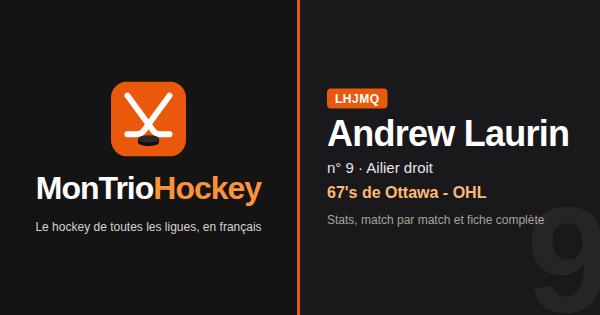 MonTrioHockey
Le hockey de toutes les ligues, en français
LHJMQ
Andrew Laurin
n° 9 · Ailier droit
67's de Ottawa - OHL
Stats, match par match et fiche complète
9